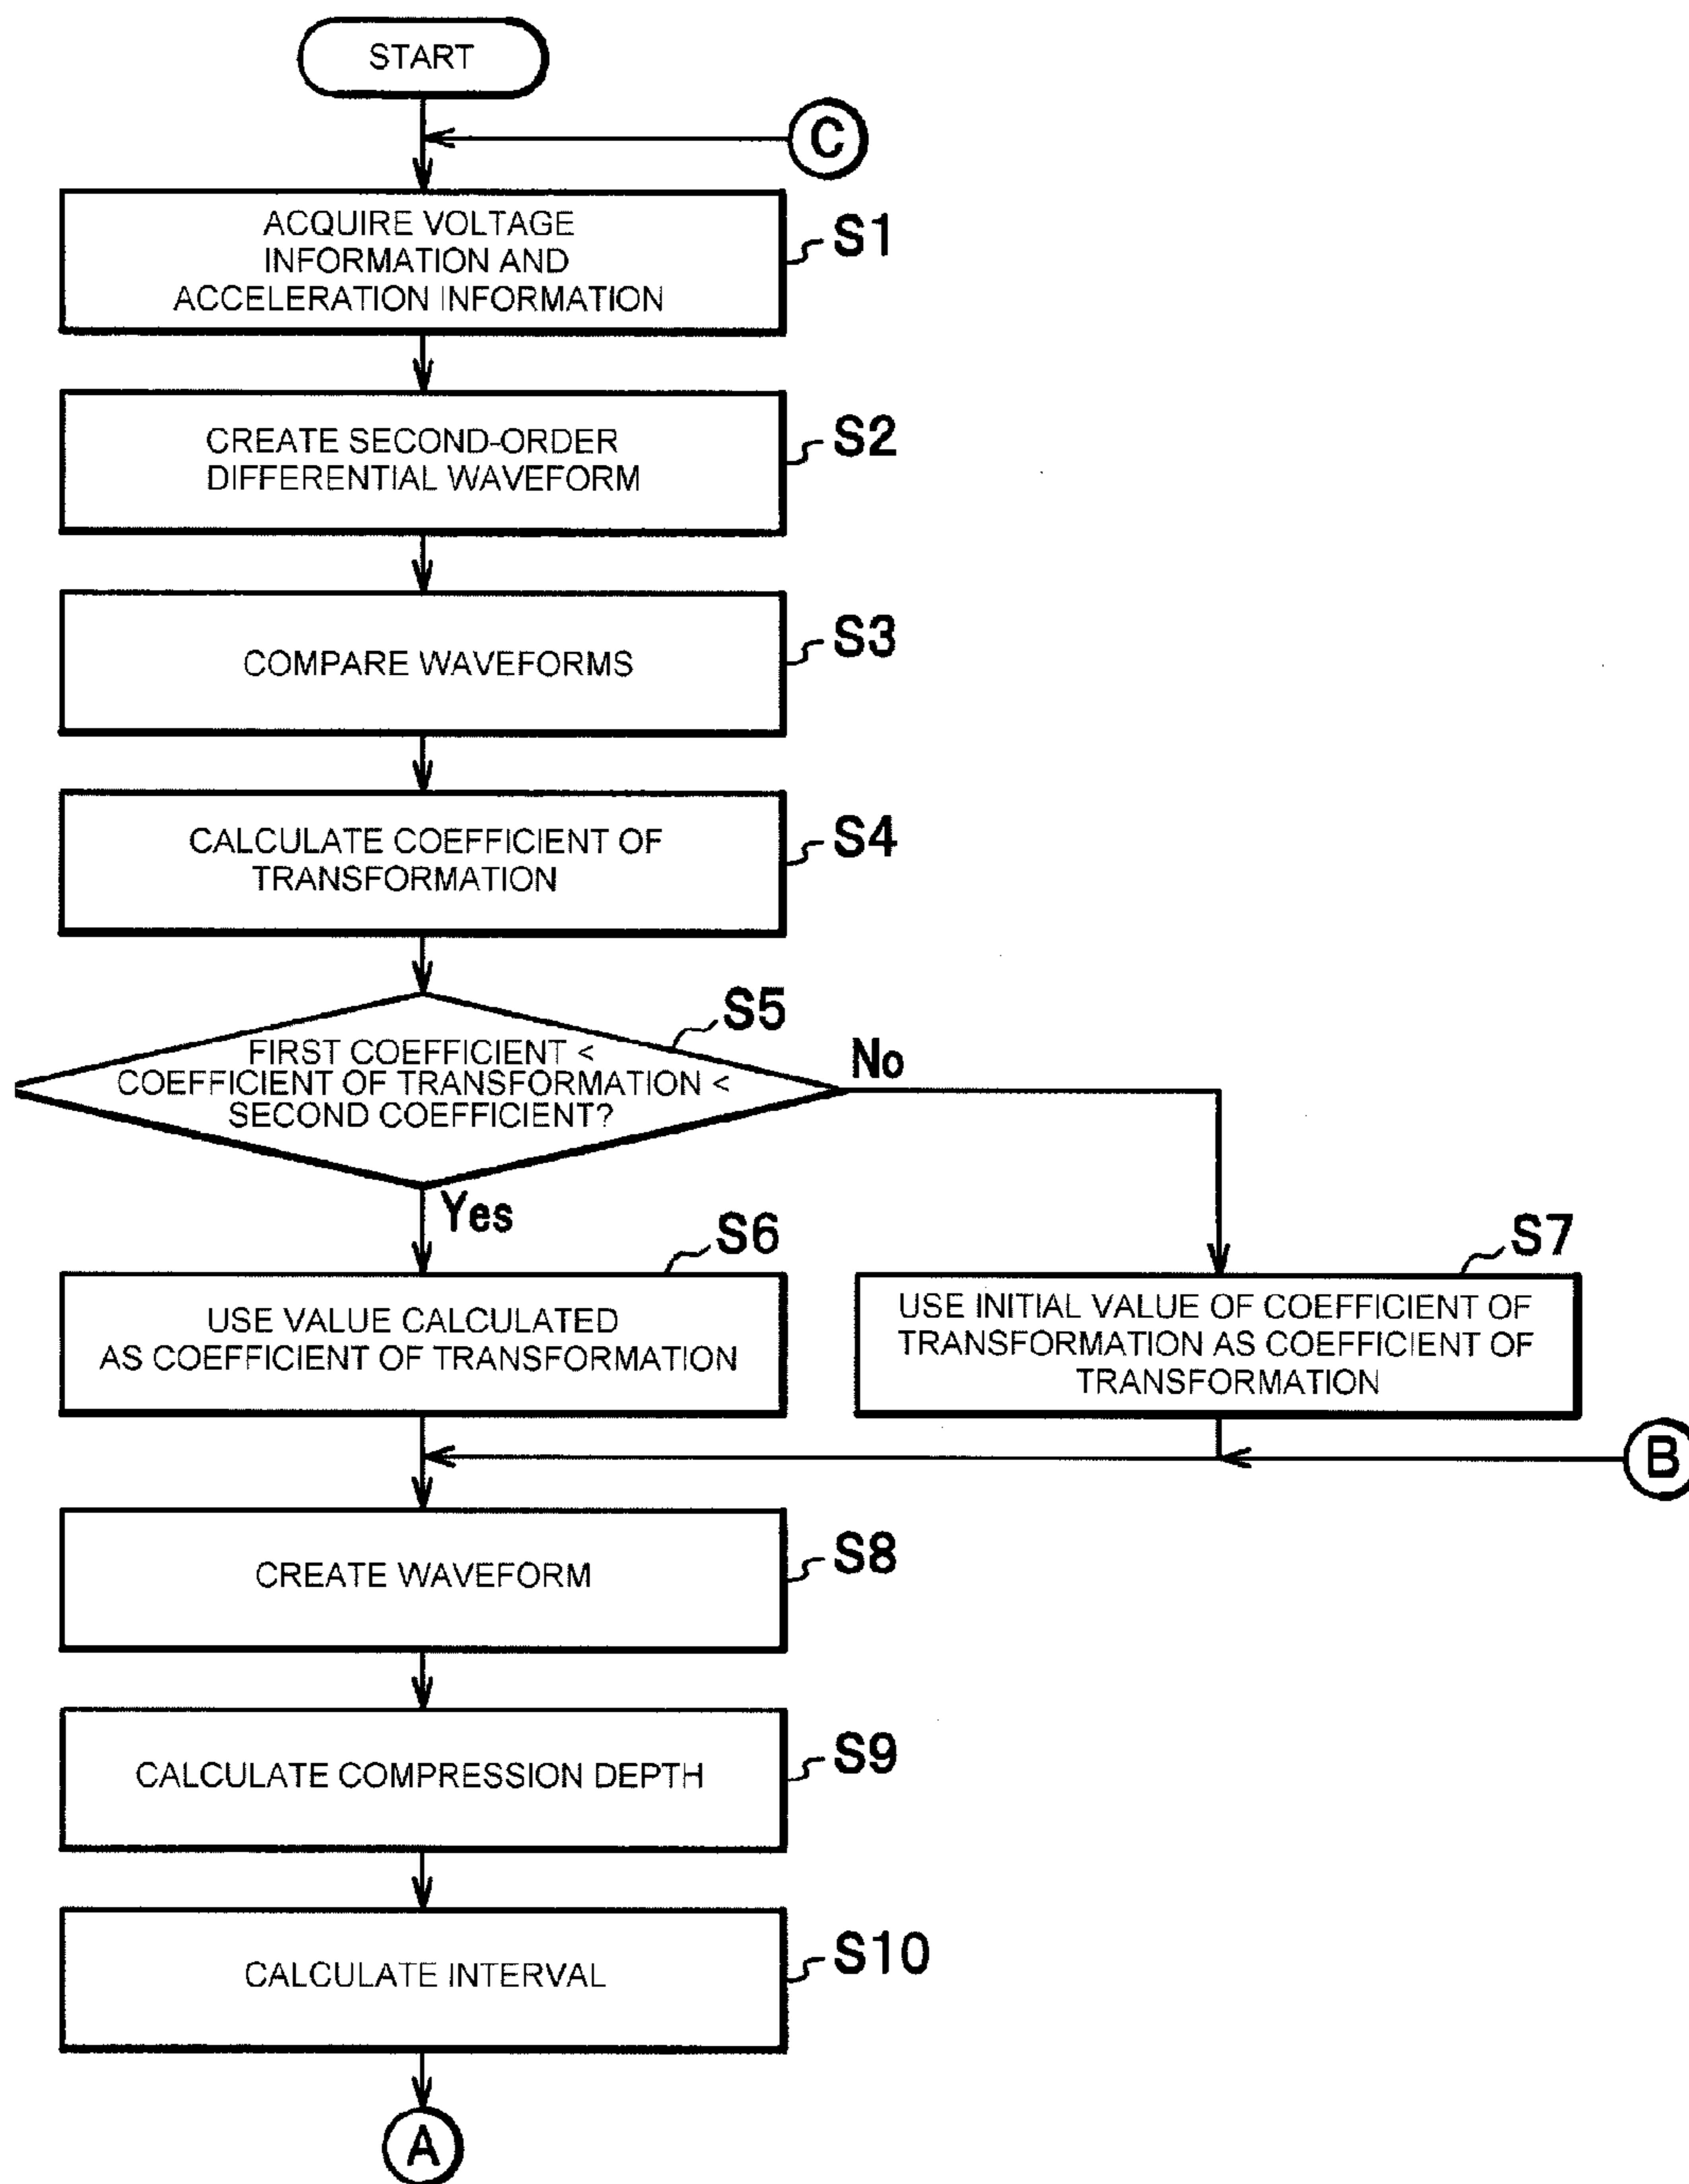 START
C
ACQUIRE VOLTAGE
INFORMATION AND
ACCELERATION INFORMATION
S1
CREATE SECOND-ORDER
DIFFERENTIAL WAVEFORM
S2
COMPARE WAVEFORMS
S3
CALCULATE COEFFICIENT OF
TRANSFORMATION
S4
S5
FIRST COEFFICIENT <
COEFFICIENT OF TRANSFORMATION <
SECOND COEFFICIENT?
No
Yes
S6
USE VALUE CALCULATED
AS COEFFICIENT OF TRANSFORMATION
S7
USE INITIAL VALUE OF COEFFICIENT OF
TRANSFORMATION AS COEFFICIENT OF
TRANSFORMATION
B
CREATE WAVEFORM
S8
CALCULATE COMPRESSION DEPTH
S9
CALCULATE INTERVAL
S10
A